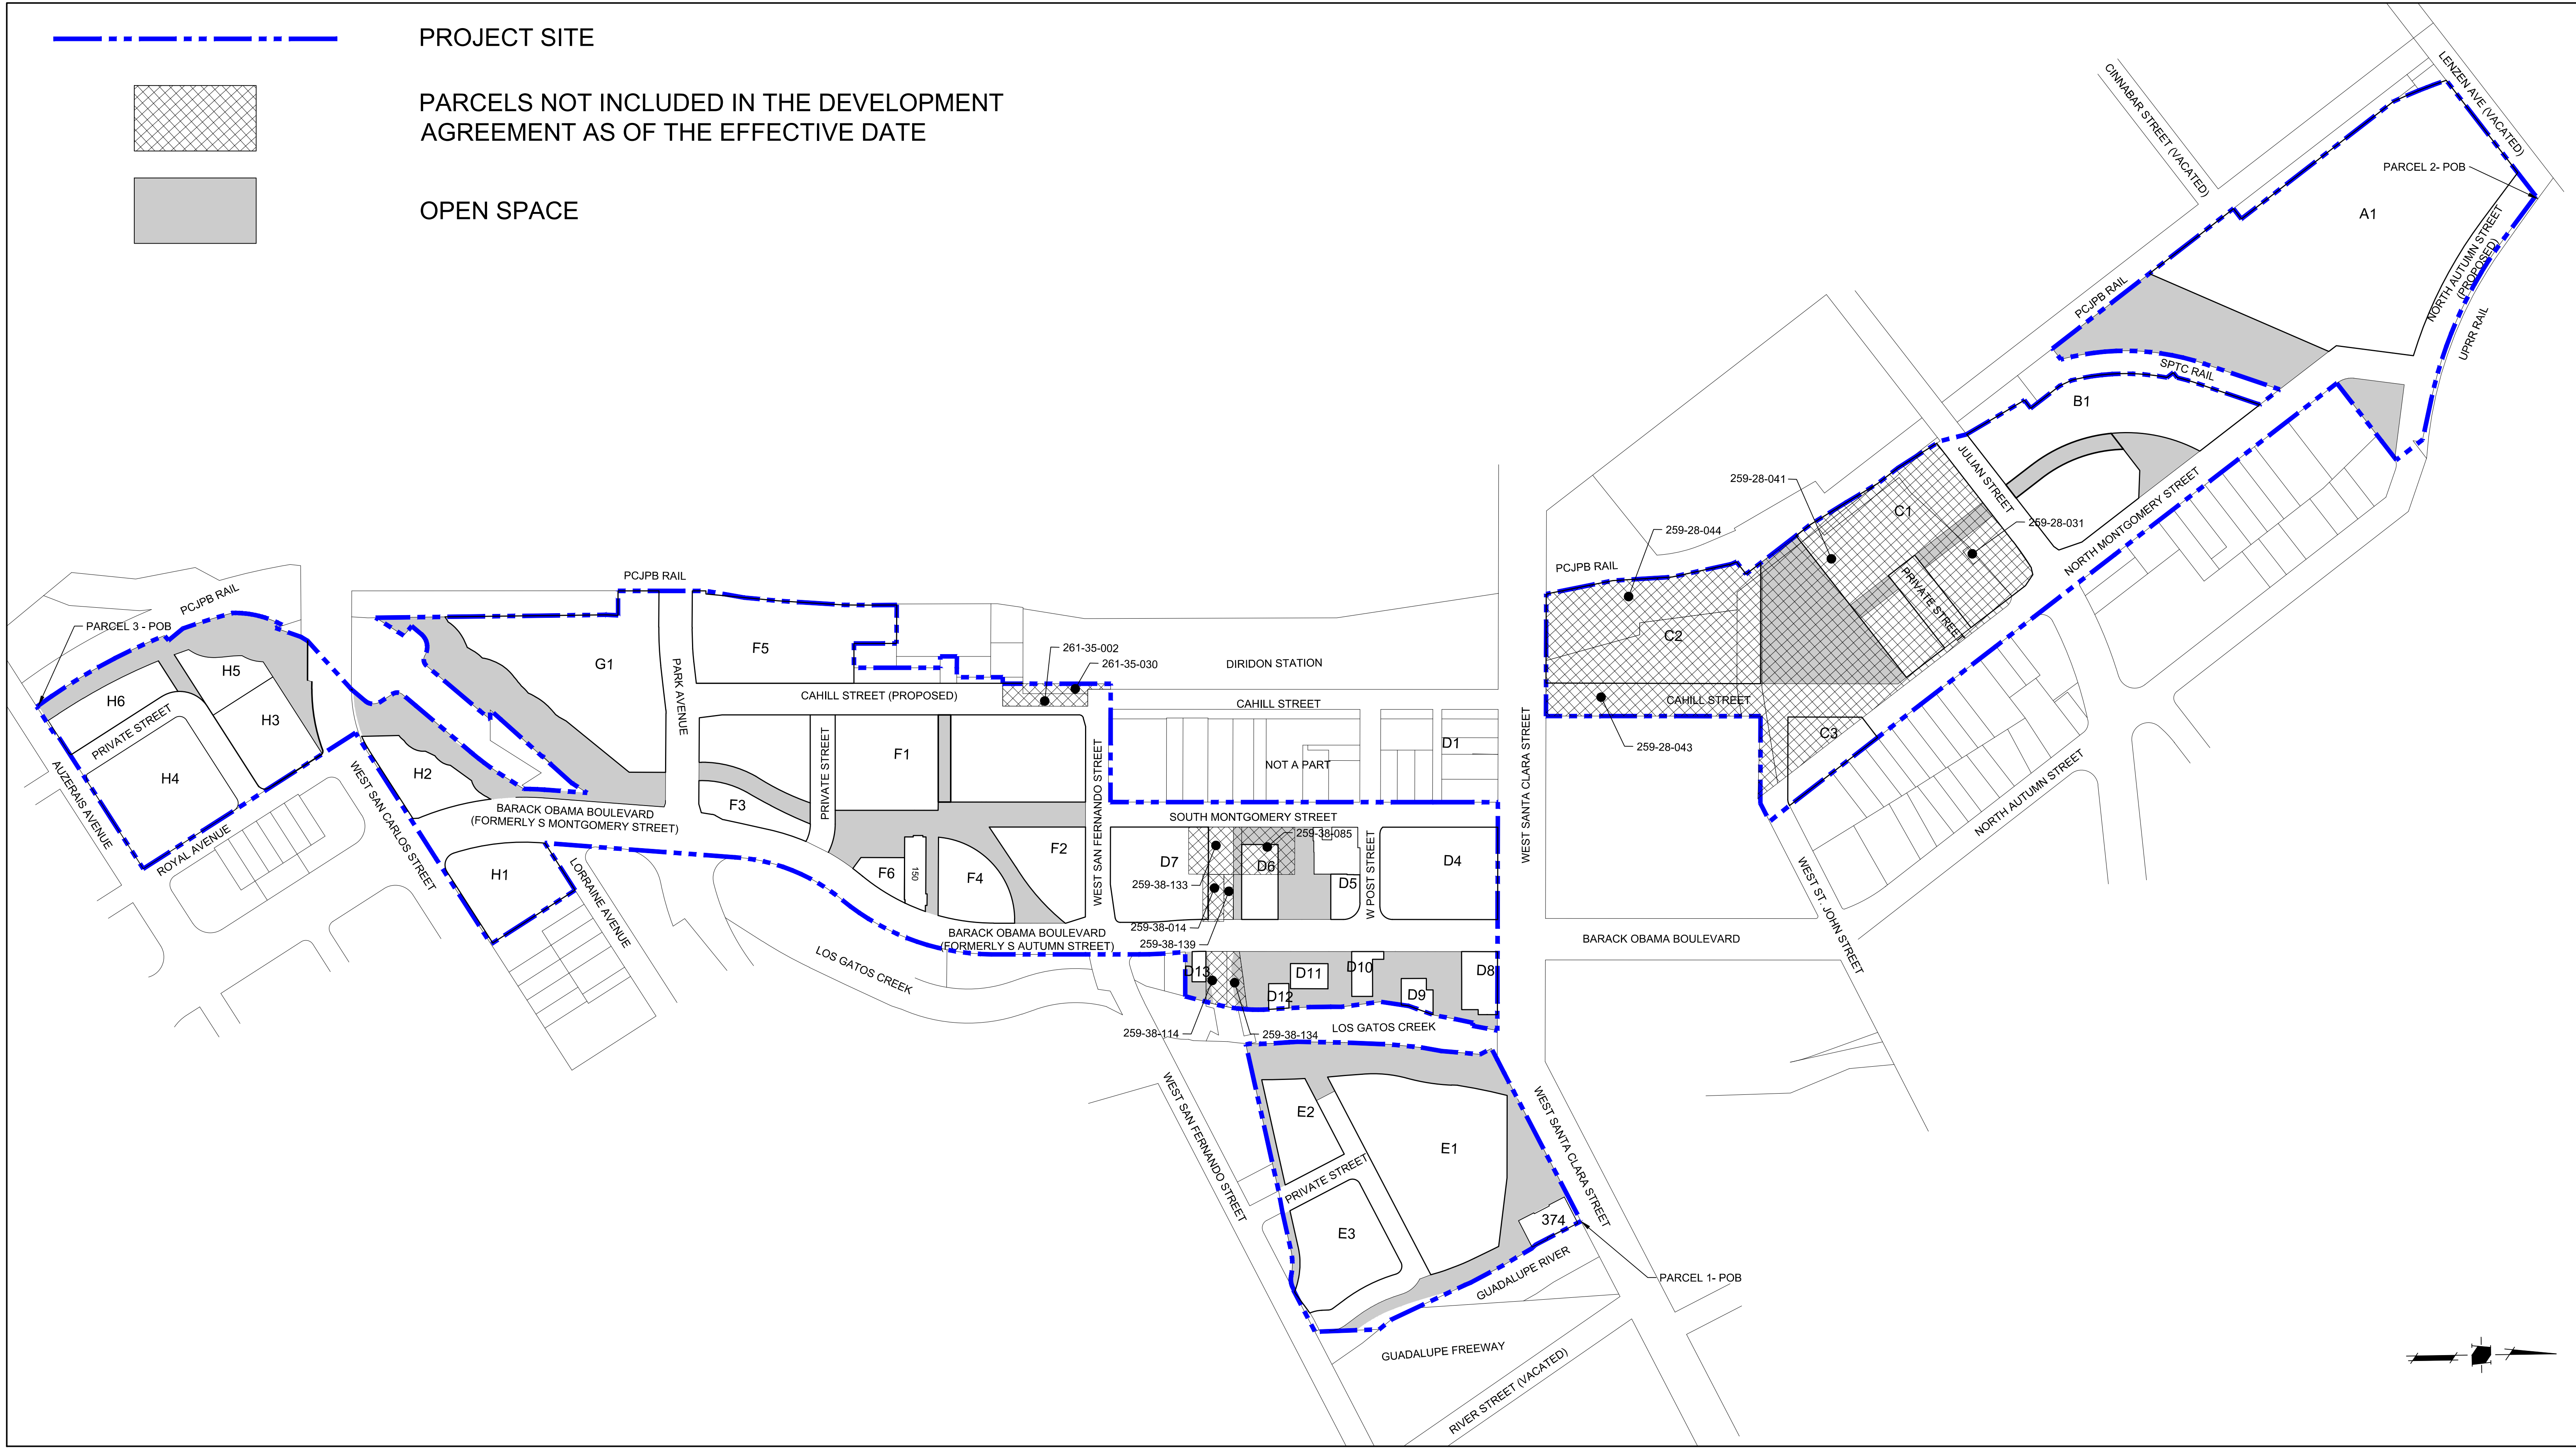 PROJECT SITE
PARCELS NOT INCLUDED IN THE DEVELOPMENT
AGREEMENT AS OF THE EFFECTIVE DATE
OPEN SPACE
LENZEN AVE (VACATED)
CINNABAR STREET (VACATED)
PARCEL 2- POB
A1
NORTH AUTUMN STREET
(PROPOSED)
UPRR RAIL
PCJPB RAIL
SPTC RAIL
B1
JULIAN STREET
NORTH MONTGOMERY STREET
259-28-041
C1
259-28-031
259-28-044
PCJPB RAIL
PRIVATE STREET
C2
CAHILL STREET
259-28-043
C3
NORTH AUTUMN STREET
WEST ST. JOHN STREET
PCJPB RAIL
PARCEL 3 - POB
H5
H6
H3
PRIVATE STREET
H4
AUZERAIS AVENUE
ROYAL AVENUE
WEST SAN CARLOS STREET
H2
H1
LORRAINE AVENUE
PCJPB RAIL
G1
PARK AVENUE
F5
CAHILL STREET (PROPOSED)
261-35-002
261-35-030
DIRIDON STATION
CAHILL STREET
BARACK OBAMA BOULEVARD
(FORMERLY S MONTGOMERY STREET)
F3
PRIVATE STREET
F1
F2
F6
150
F4
WEST SAN FERNANDO STREET
D1
NOT A PART
WEST SANTA CLARA STREET
SOUTH MONTGOMERY STREET
259-38-085
D7
D6
259-38-133
D5
W POST STREET
D4
259-38-014
259-38-139
BARACK OBAMA BOULEVARD
(FORMERLY S AUTUMN STREET)
BARACK OBAMA BOULEVARD
LOS GATOS CREEK
D13
D12
D11
D10
D9
D8
259-38-114
259-38-134
LOS GATOS CREEK
WEST SAN FERNANDO STREET
WEST SANTA CLARA STREET
E2
E1
PRIVATE STREET
E3
374
GUADALUPE RIVER
PARCEL 1- POB
GUADALUPE FREEWAY
RIVER STREET (VACATED)